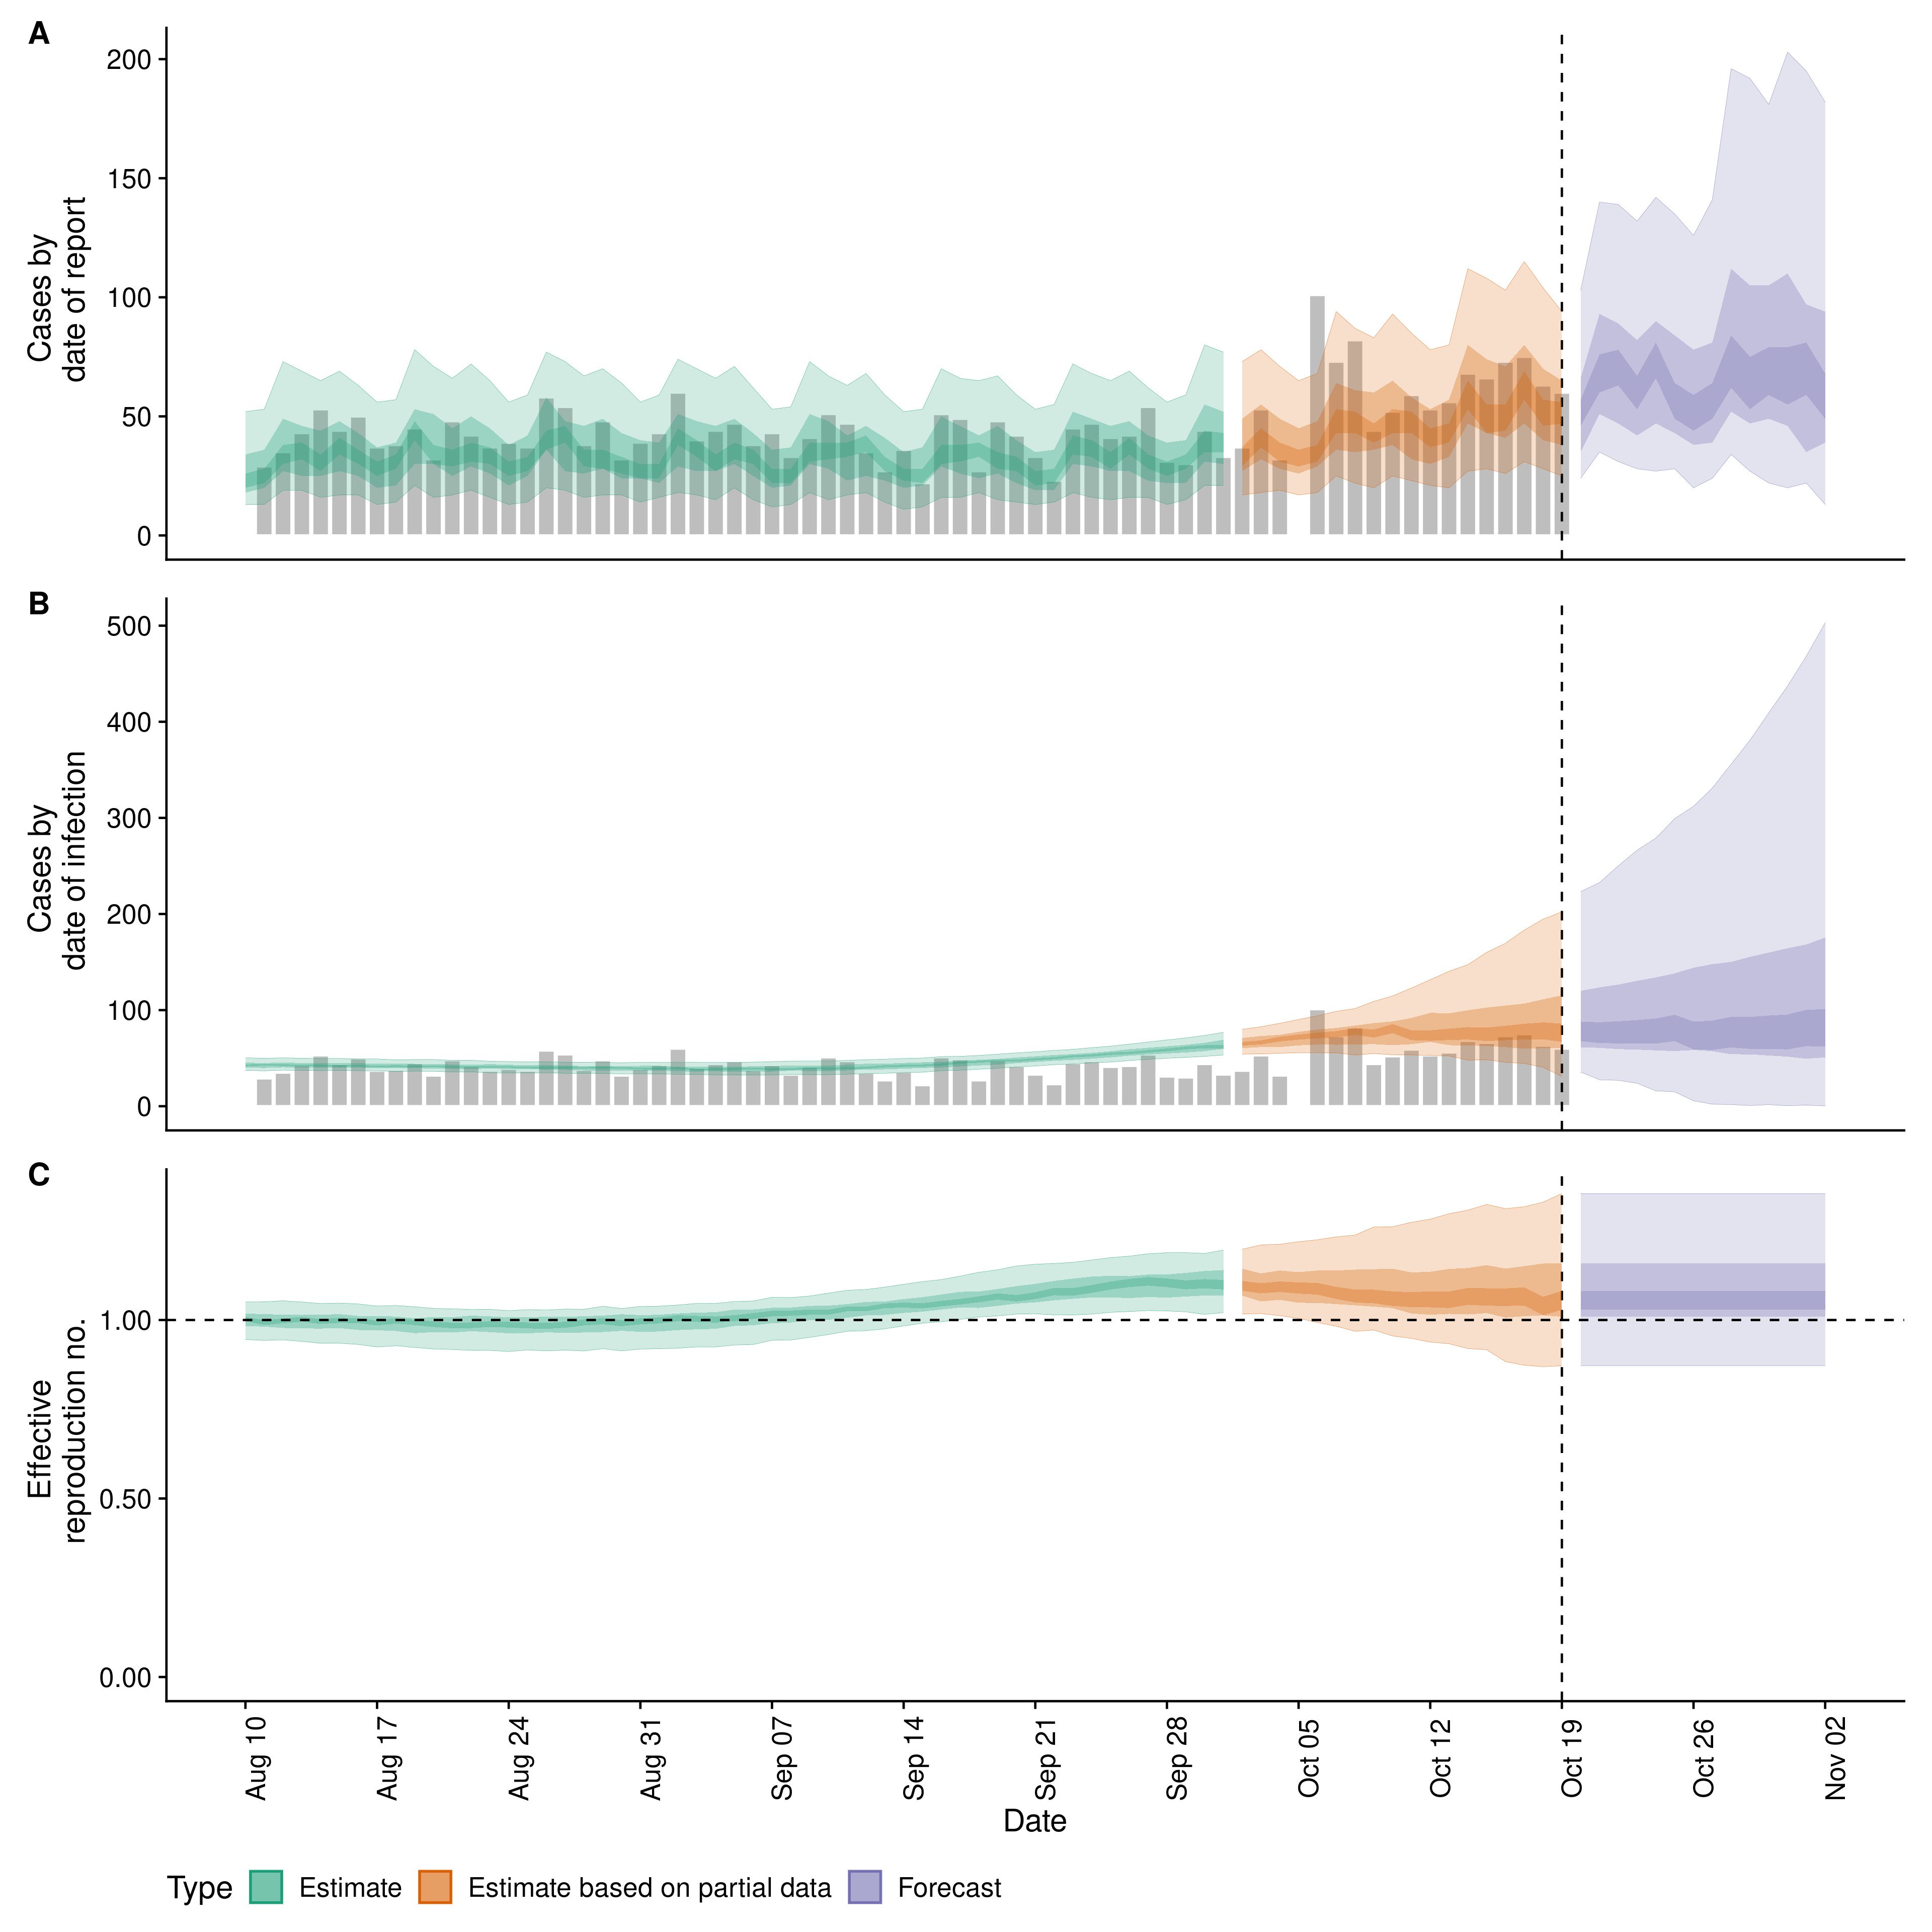 A
Cases by
date of report
200
150
100
50
0
B
Cases by
date of infection
500
400
300
200
100
0
C
Effective
reproduction no.
1.00
0.50
0.00
Aug 10
Aug 17
Aug 24
Aug 31
Sep 07
Sep 14
Sep 21
Sep 28
Oct 05
Oct 12
Oct 19
Oct 26
Nov 02
Date
Type Estimate Estimate based on partial data Forecast